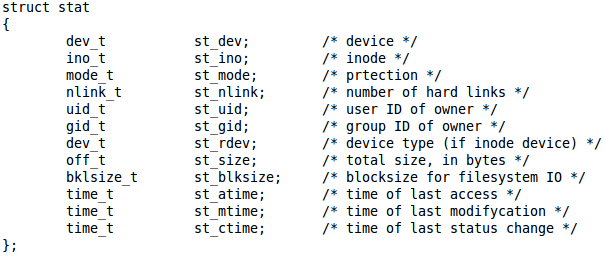 struct stat
{
dev_t st_dev; /* device */
ino_t st_ino; /* inode */
mode_t st_mode; /* prtection */
nlink_t st_nlink; /* number of hard links */
uid_t st_uid; /* user ID of owner */
gid_t st_gid; /* group ID of owner */
dev_t st_rdev; /* device type (if inode device) */
off_t st_size; /* total size, in bytes */
bklsize_t st_blksize; /* blocksize for filesystem IO */
time_t st_atime; /* time of last access */
time_t st_mtime; /* time of last modifycation */
time_t st_ctime; /* time of last status change */
};